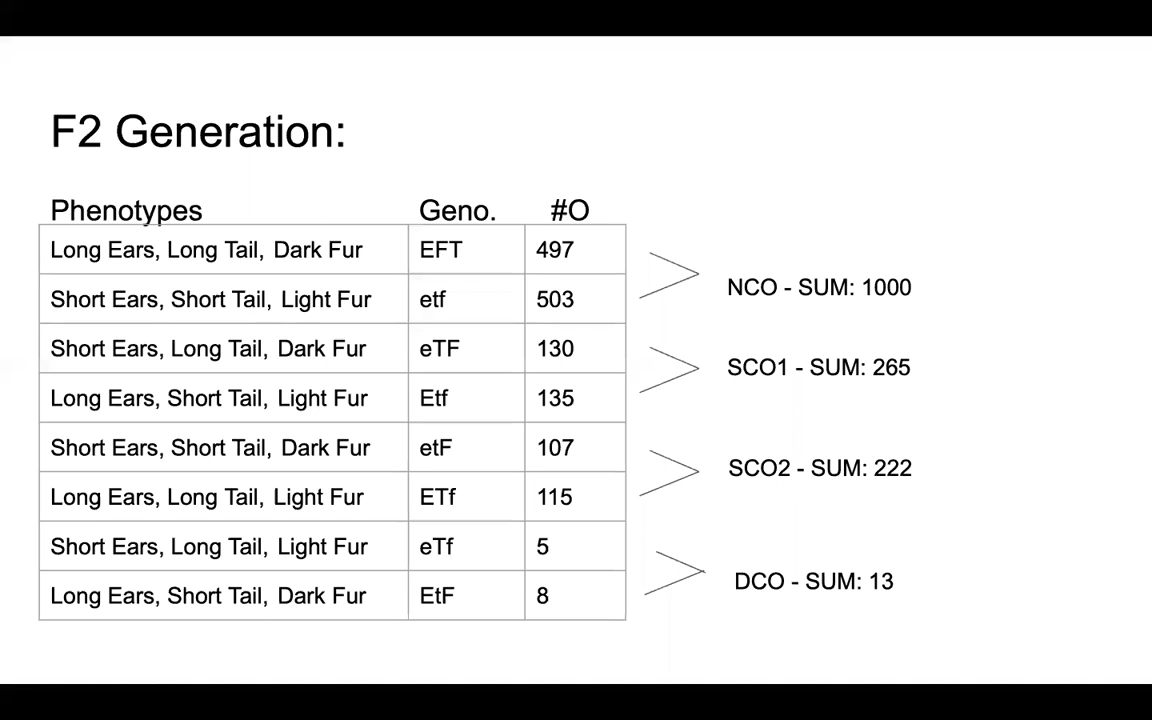 F2 Generation:
Phenotypes Geno. #O
Long Ears, Long Tail, Dark Fur EFT 497
Short Ears, Short Tail, Light Fur etf 503
NCO - SUM: 1000
Short Ears, Long Tail, Dark Fur eTF 130
SCO1 - SUM: 265
Long Ears, Short Tail, Light Fur Etf 135
Short Ears, Short Tail, Dark Fur etF 107
SCO2 - SUM: 222
Long Ears, Long Tail, Light Fur ETf 115
Short Ears, Long Tail, Light Fur eTf 5
DCO - SUM: 13
Long Ears, Short Tail, Dark Fur EtF 8